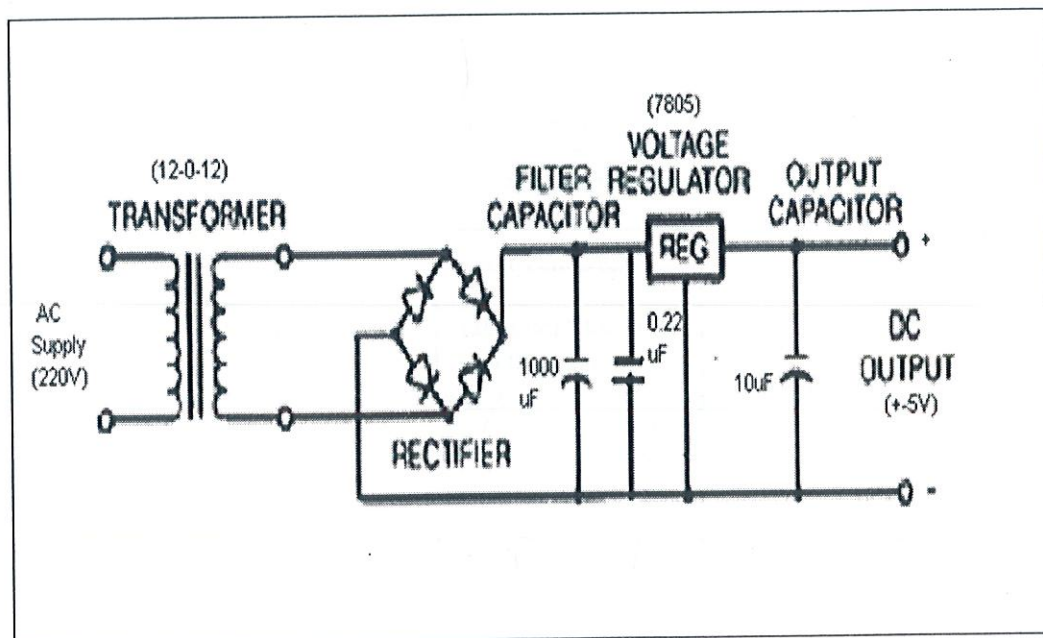 (12-0-12)
TRANSFORMER
AC
Supply
(220V)
RECTIFIER
FILTER
CAPACITOR
1000
uF
0.22
uF
(7805)
VOLTAGE
REGULATOR
REG
OUTPUT
CAPACITOR
10uF
+
DC
OUTPUT
(+-5V)
-